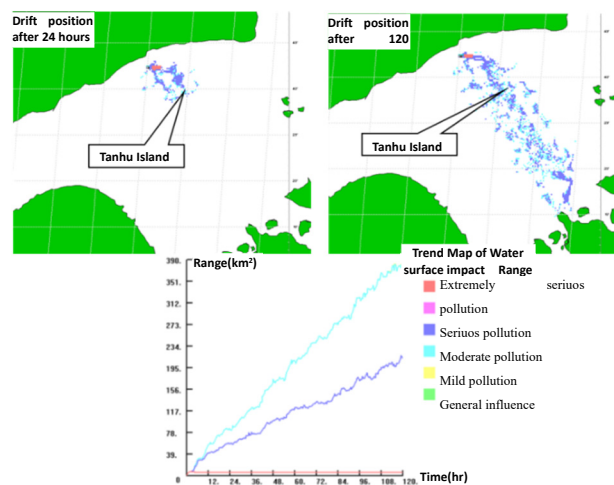 Drift position
after 24 hours
Tanhu Island
Drift position
after 120
Tanhu Island
Trend Map of Water
surface impact Range
Range(km²)
390.
351.
312.
273.
234.
195.
156.
117.
78.
39.
0
12. 24. 36. 48. 60. 72. 84. 96. 108. 120.
Time(hr)
Extremely seriuos
pollution
Seriuos pollution
Moderate pollution
Mild pollution
General influence